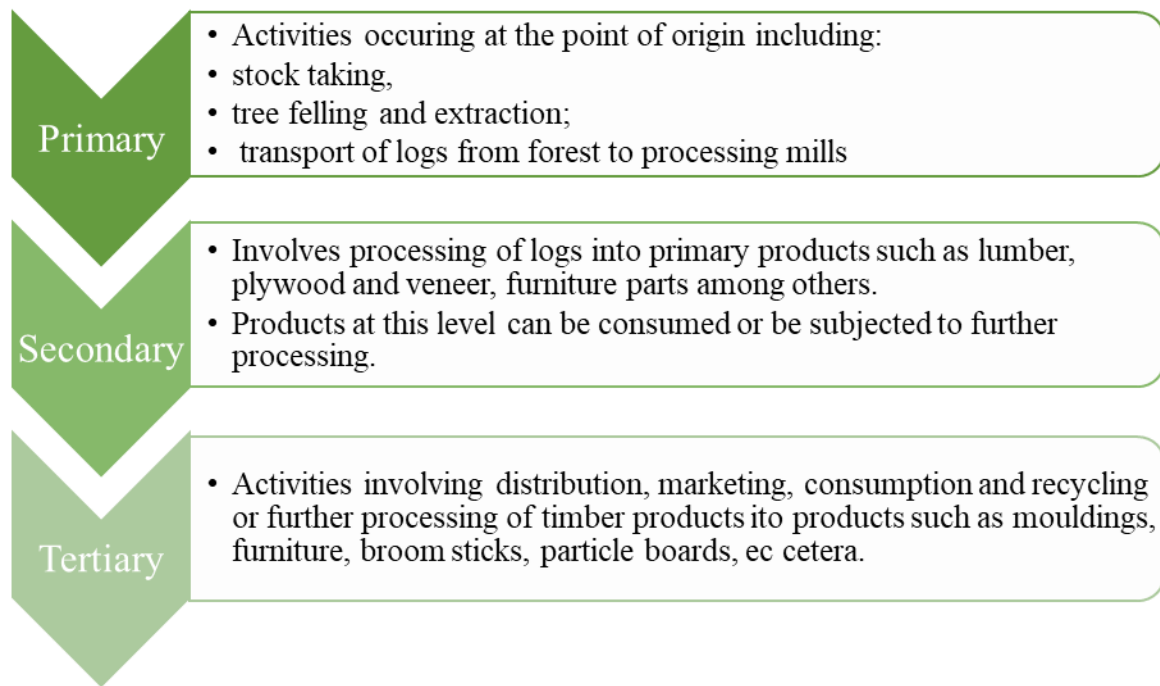 Primary
• Activities occuring at the point of origin including:
• stock taking,
• tree felling and extraction;
• transport of logs from forest to processing mills
Secondary
• Involves processing of logs into primary products such as lumber,
plywood and veneer, furniture parts among others.
• Products at this level can be consumed or be subjected to further
processing.
Tertiary
• Activities involving distribution, marketing, consumption and recycling
or further processing of timber products ito products such as mouldings,
furniture, broom sticks, particle boards, ec cetera.